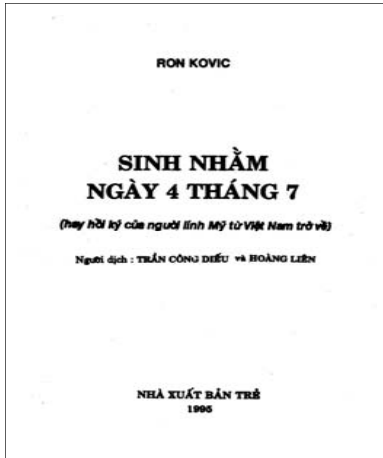 RON KOVIC
SINH NHẰM
NGÀY 4 THÁNG 7
(hay hồi ký của người lính Mỹ từ Việt Nam trở về)
Người dịch : TRẦN CÔNG DIẾU và HOÀNG LIÊN
NHÀ XUẤT BẢN TRẺ
1995